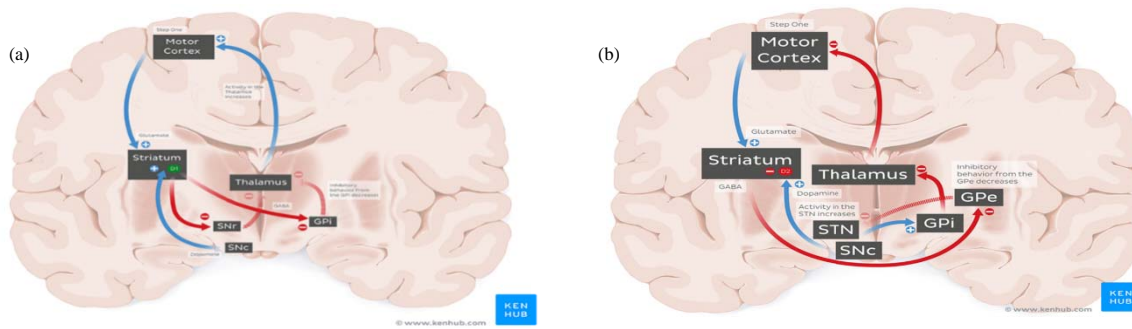 (a)
Step One
Motor
Cortex
Activity in the
Thalamus
increases
Glutamate
Striatum
D1
Thalamus
Inhibitory
behavior from
the GPi decreases
GABA
SNr
GPi
SNc
Dopamine
KEN
HUB
© www.kenhub.com
(b)
Step One
Motor
Cortex
Glutamate
Striatum
D2
GABA
Thalamus
Inhibitory
behavior from the
GPe decreases
Dopamine
Activity in the
STN increases
GPe
STN
GPi
SNc
KEN
HUB
© www.kenhub.com